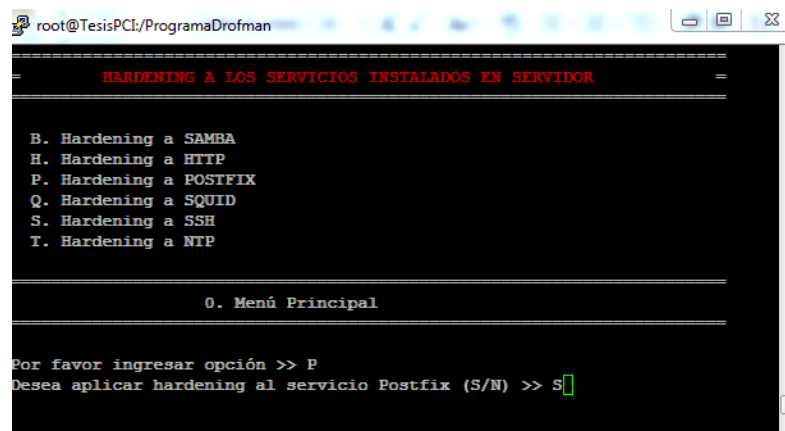 root@TesisPCI:/ProgramaDrofman
= HARDENING A LOS SERVICIOS INSTALADOS EN SERVIDOR =
B. Hardening a SAMBA
H. Hardening a HTTP
P. Hardening a POSTFIX
Q. Hardening a SQUID
S. Hardening a SSH
T. Hardening a NTP
0. Menú Principal
Por favor ingresar opción >> P
Desea aplicar hardening al servicio Postfix (S/N) >> S